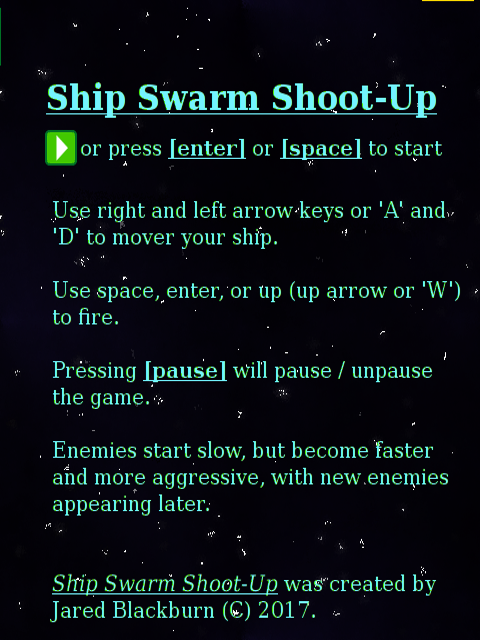 Ship Swarm Shoot-Up
or press [enter] or [space] to start
Use right and left arrow keys or 'A' and
'D' to mover your ship.
Use space, enter, or up (up arrow or 'W')
to fire.
Pressing [pause] will pause / unpause
the game.
Enemies start slow, but become faster
and more aggressive, with new enemies
appearing later.
Ship Swarm Shoot-Up was created by
Jared Blackburn (C) 2017.